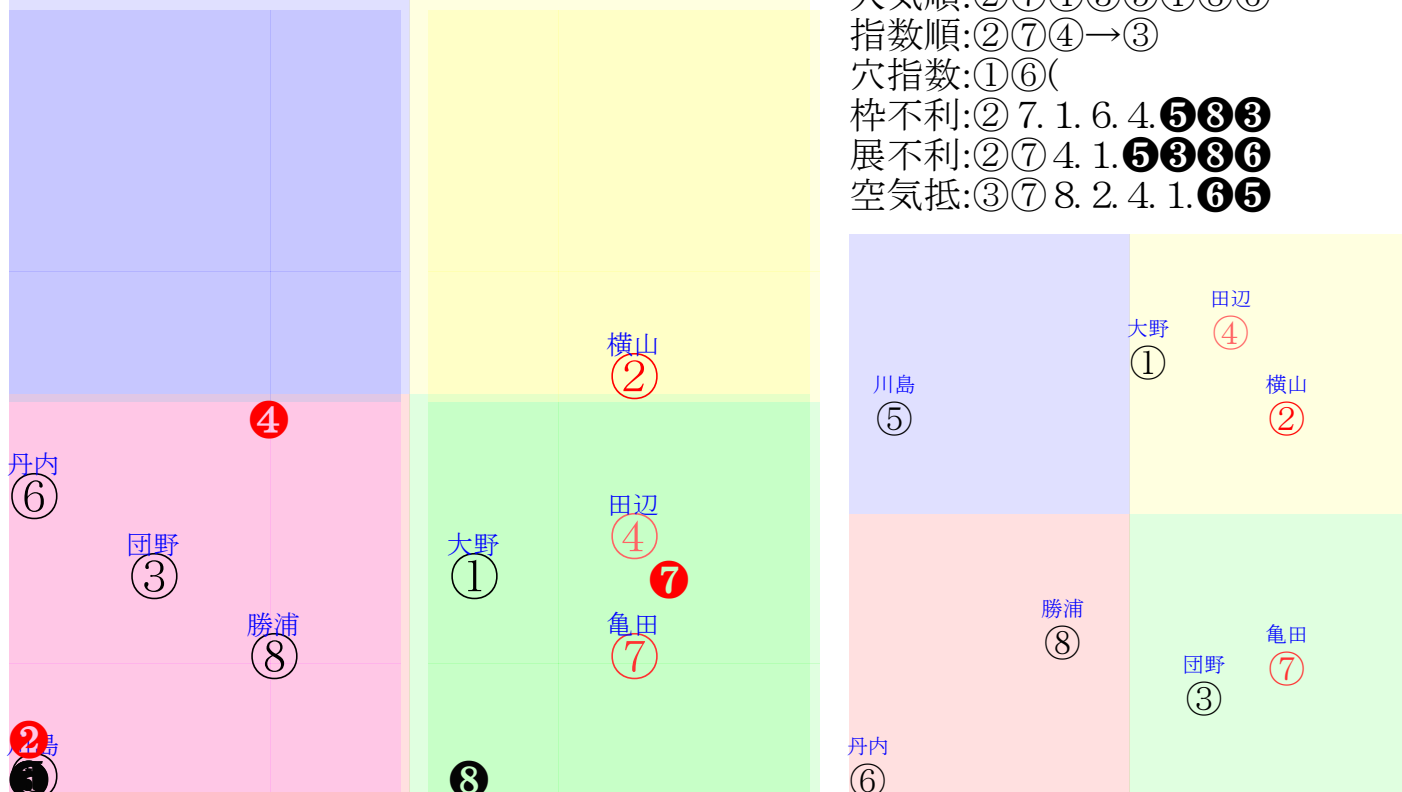 指数順:②⑦④→③
穴指数:①⑥(
枠不利:② 7. 1. 6. 4.❺❽❸
展不利:②⑦ 4. 1.❺❸❽❻
空気抵:③⑦ 8. 2. 4. 1.❻❺
横山
②
❹
丹内
⑥
田辺
④
団野
③
大野
①
❼
勝浦
⑧
亀田
⑦
❷
❽
田辺
④
大野
①
川島
⑤
横山
②
勝浦
⑧
亀田
⑦
団野
③
丹内
⑥